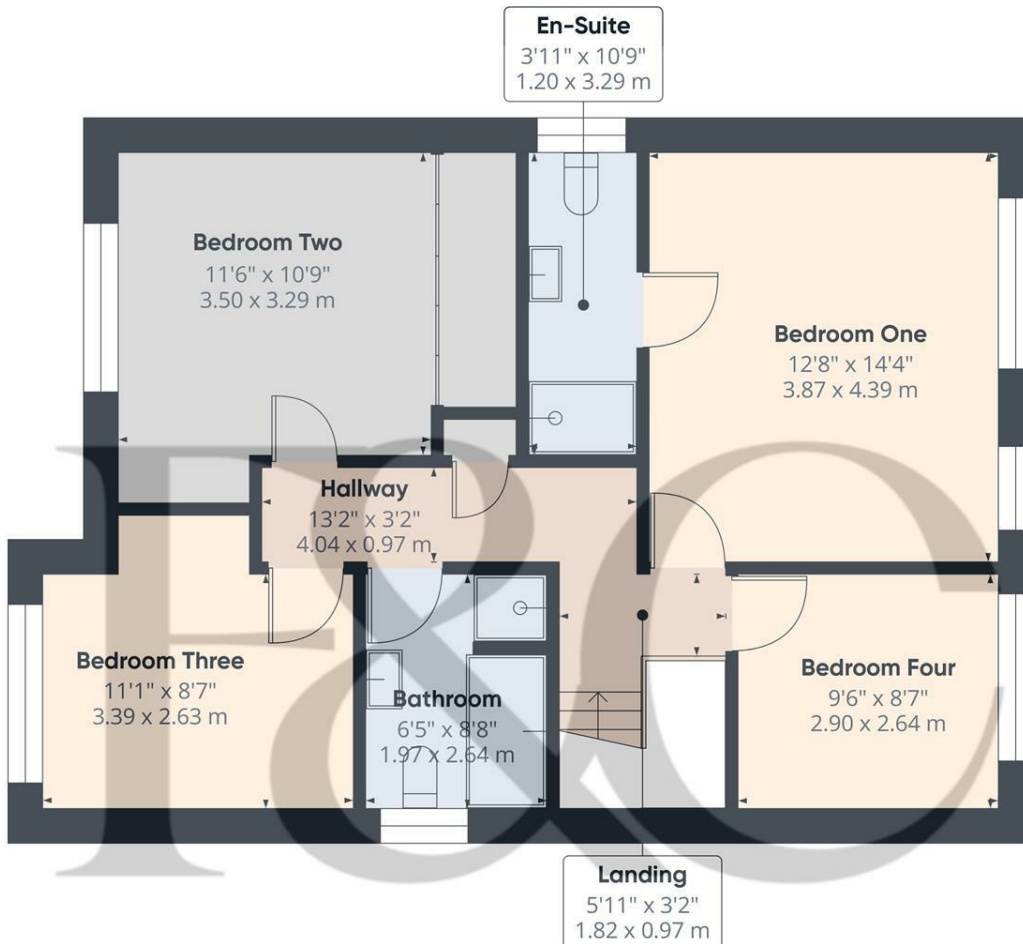 En-Suite
3'11" x 10'9"
1.20 x 3.29 m
Bedroom Two
11'6" x 10'9"
3.50 x 3.29 m
Bedroom One
12'8" x 14'4"
3.87 x 4.39 m
Hallway
13'2" x 3'2"
4.04 x 0.97 m
Bedroom Three
11'1" x 8'7"
3.39 x 2.63 m
Bathroom
6'5" x 8'8"
1.97 x 2.64 m
Bedroom Four
9'6" x 8'7"
2.90 x 2.64 m
Landing
5'11" x 3'2"
1.82 x 0.97 m
F&C